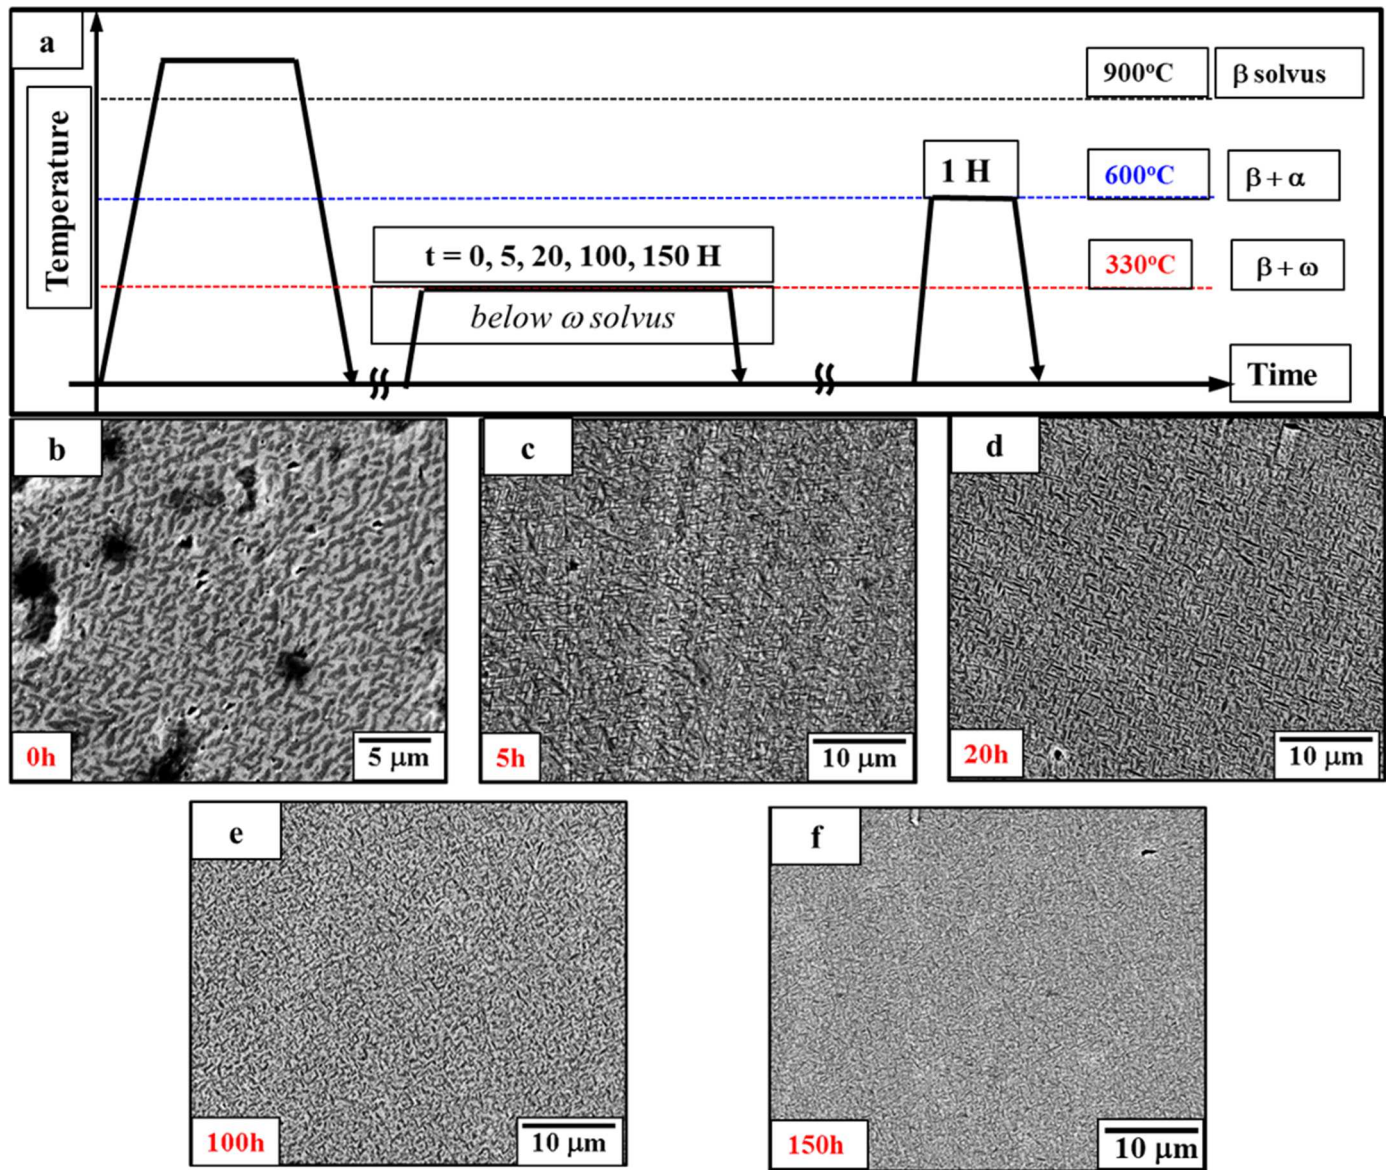 a
Temperature
900°C
β solvus
1 H
600°C
β + α
t = 0, 5, 20, 100, 150 H
330°C
β + ω
below ω solvus
Time
b
c
d
0h
5 μm
5h
10 μm
20h
10 μm
e
f
100h
10 μm
150h
10 μm